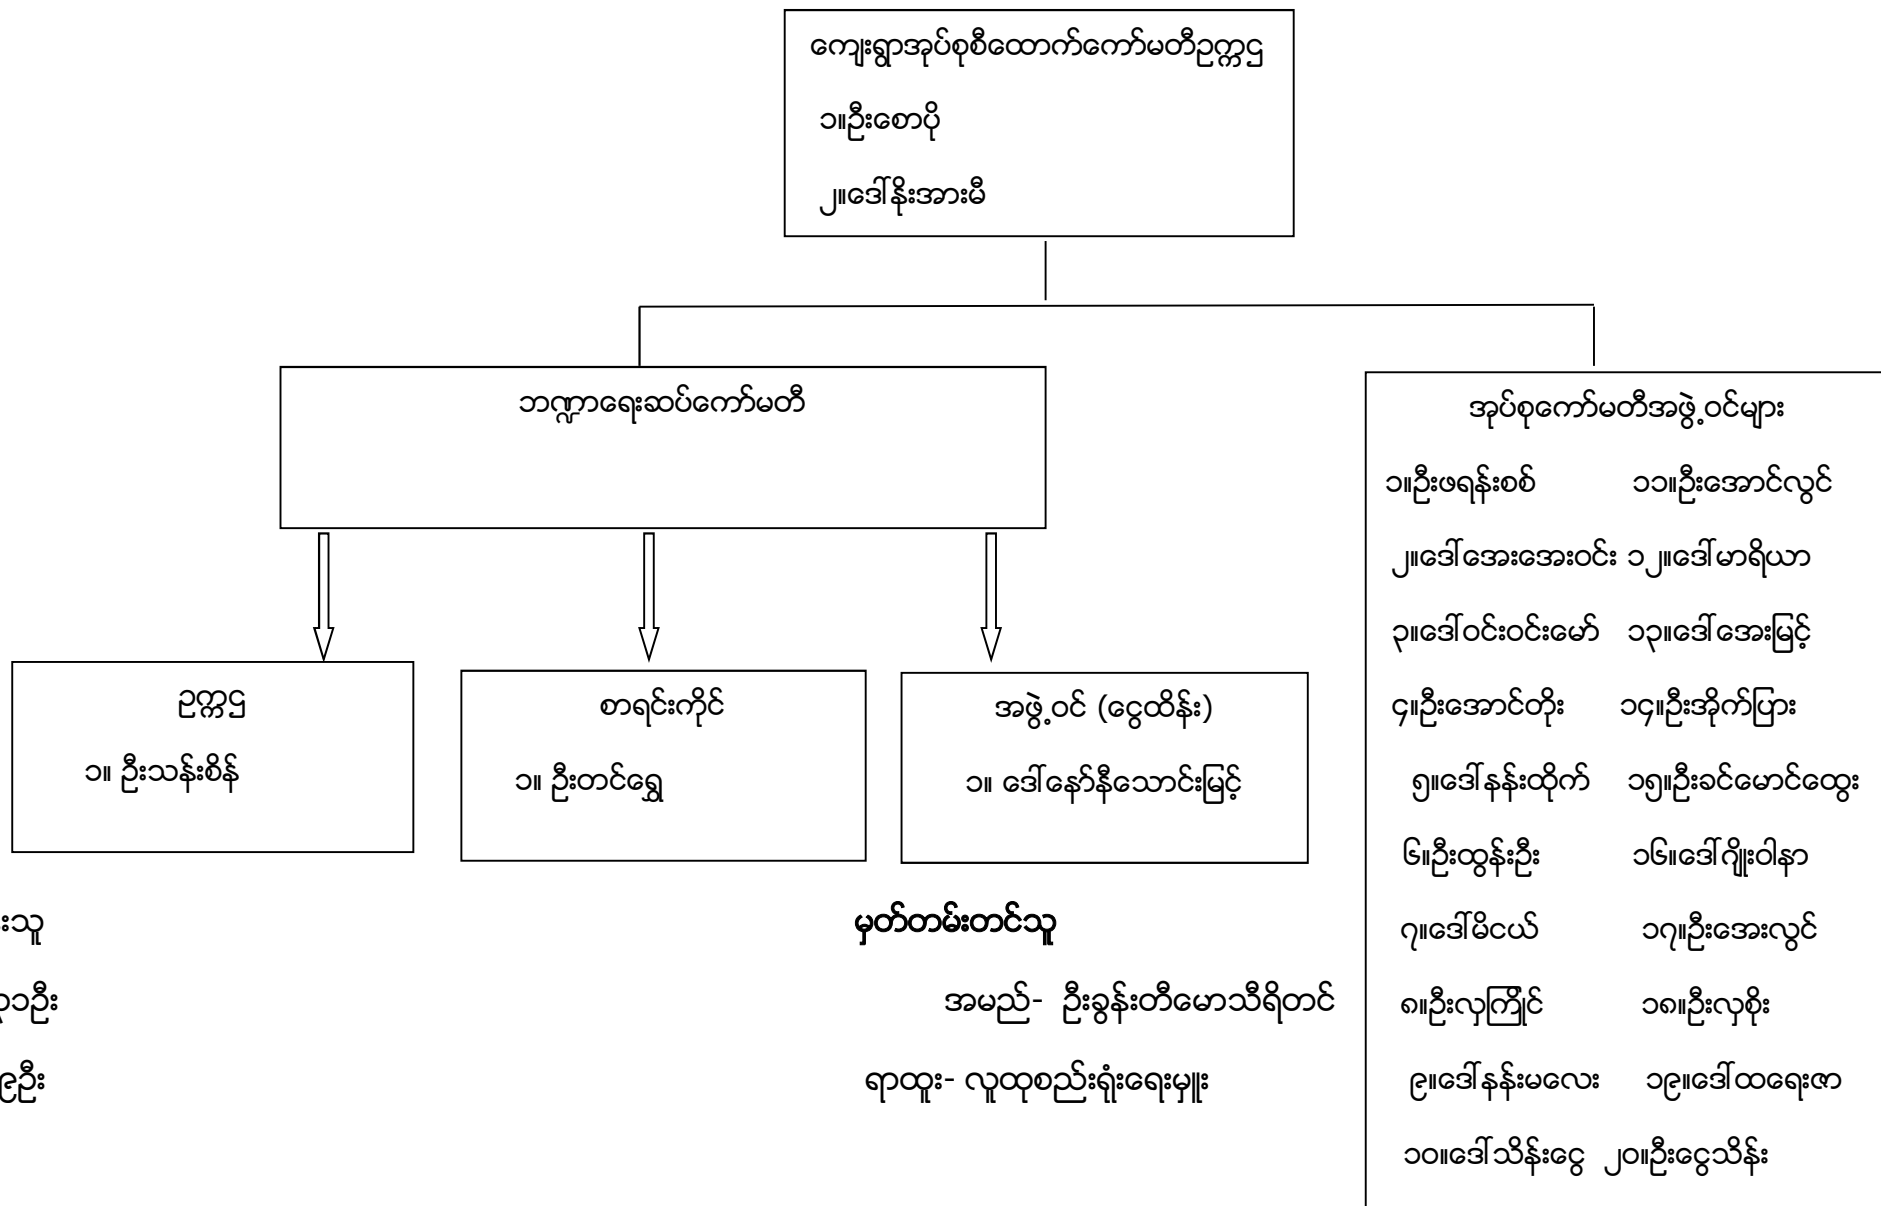 ကျေးရွာအုပ်စုစီထောက်ကော်မတီဥက္ကဌ
၁။ဦးစောပို
၂။ဒေါ်နိုးအားမီ
ဘဏ္ဍာရေးဆပ်ကော်မတီ
ဥက္ကဌ
၁။ ဦးသန်းစိန်
စာရင်းကိုင်
၁။ ဦးတင်ရွှေ
အဖွဲ့ဝင် (ငွေထိန်း)
၁။ ဒေါ်နော်နီသောင်းမြင့်
အုပ်စုကော်မတီအဖွဲ့ဝင်များ
၁။ဦးဖရန်းစစ် ၁၁။ဦးအောင်လွင်
၂။ဒေါ်အေးအေးဝင်း ၁၂။ဒေါ်မာရိယာ
၃။ဒေါ်ဝင်းဝင်းမော် ၁၃။ဒေါ်အေးမြင့်
၄။ဦးအောင်တိုး ၁၄။ဦးအိုက်ပြား
၅။ဒေါ်နန်းထိုက် ၁၅။ဦးခင်မောင်ထွေး
၆။ဦးထွန်းဦး ၁၆။ဒေါ်ဂျိုးဝါနာ
၇။ဒေါ်မိငယ် ၁၇။ဦးအေးလွင်
၈။ဦးလှကြိုင် ၁၈။ဦးလှစိုး
၉။ဒေါ်နန်းမလေး ၁၉။ဒေါ်ထရေးဇာ
၁၀။ဒေါ်သိန်းငွေ ၂၀။ဦးငွေသိန်း
မှတ်တမ်းတင်သူ
အမည်- ဦးခွန်းတီမောသီရိတင်
ရာထူး- လူထုစည်းရုံးရေးမှူး
၁ဦး
၉ဦး